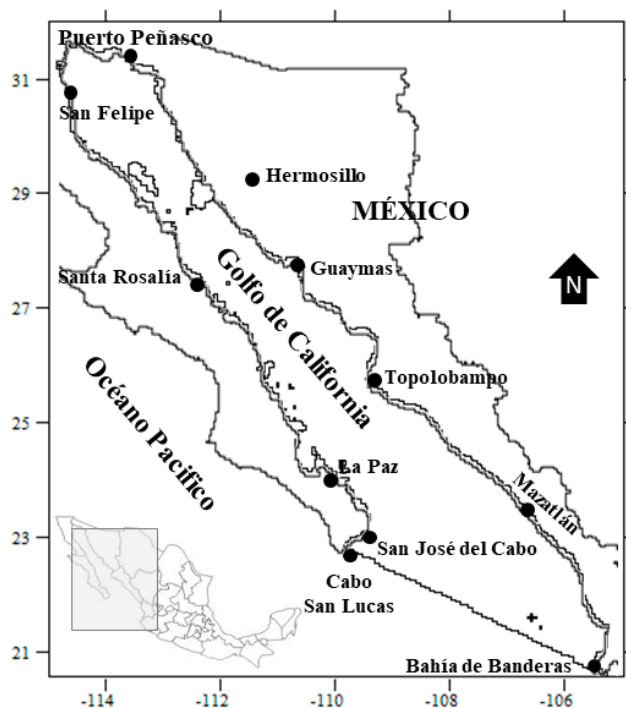 Puerto Peñasco
31
San Felipe
Hermosillo
29
MÉXICO
Guaymas
Santa Rosalía
Golfo de California
N
27
Topolobampo
Océano Pacifico
25
La Paz
Mazatlán
23
San José del Cabo
Cabo
San Lucas
21
Bahía de Banderas
-114
-112
-110
-108
-106